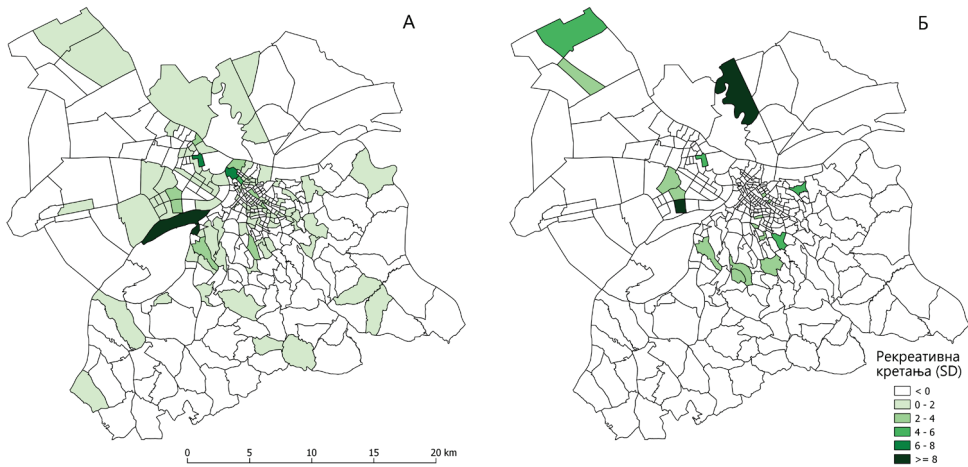 А
Б
Рекреативна
кретања (SD)
< 0
0 - 2
2 - 4
4 - 6
6 - 8
>= 8
0 5 10 15 20 km